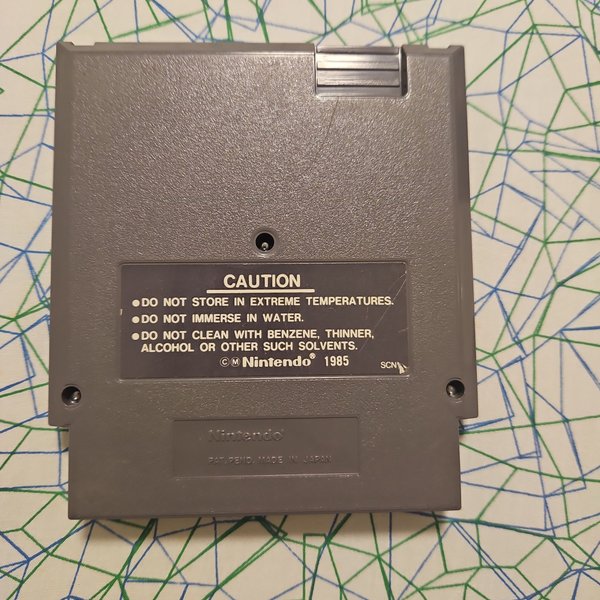 CAUTION
●DO NOT STORE IN EXTREME TEMPERATURES.
●DO NOT IMMERSE IN WATER.
●DO NOT CLEAN WITH BENZENE, THINNER,
ALCOHOL OR OTHER SUCH SOLVENTS.
©Ⓜ Nintendo® 1985
SCN
Nintendo
PAT. PEND. MADE IN JAPAN